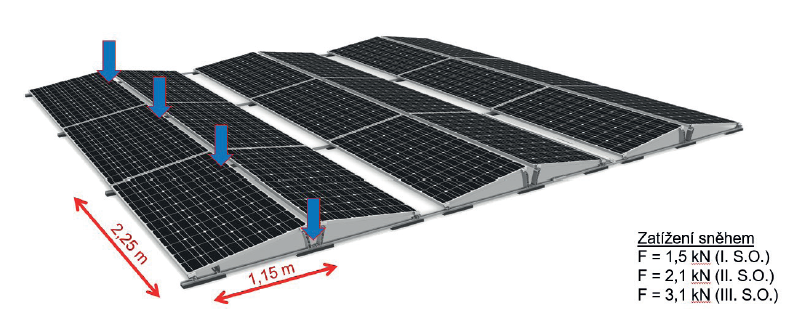 2,25 m
1,15 m
Zatížení sněhem
F = 1,5 kN (I. S.O.)
F = 2,1 kN (II. S.O.)
F = 3,1 kN (III. S.O.)